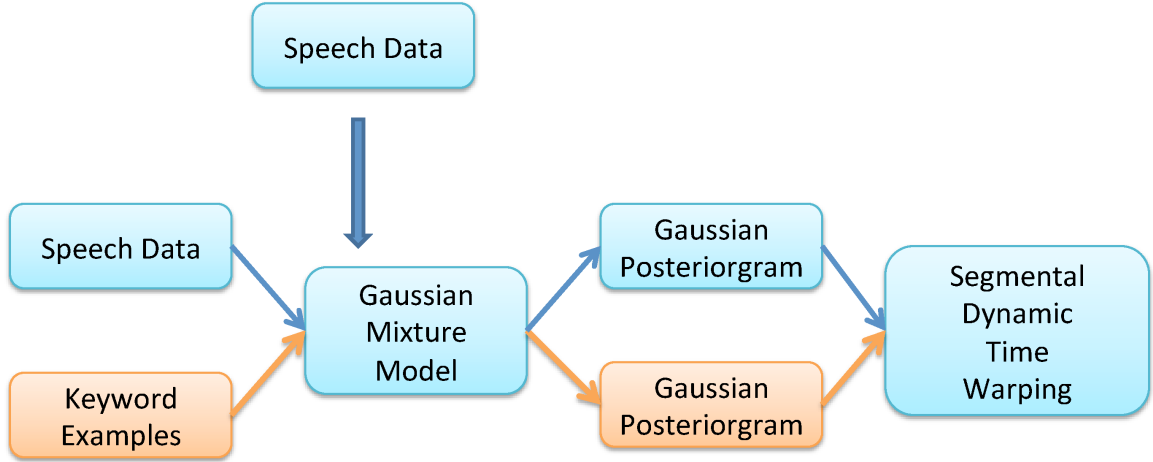 Speech Data
Speech Data
Keyword
Examples
Gaussian
Mixture
Model
Gaussian
Posteriorgram
Gaussian
Posteriorgram
Segmental
Dynamic
Time
Warping